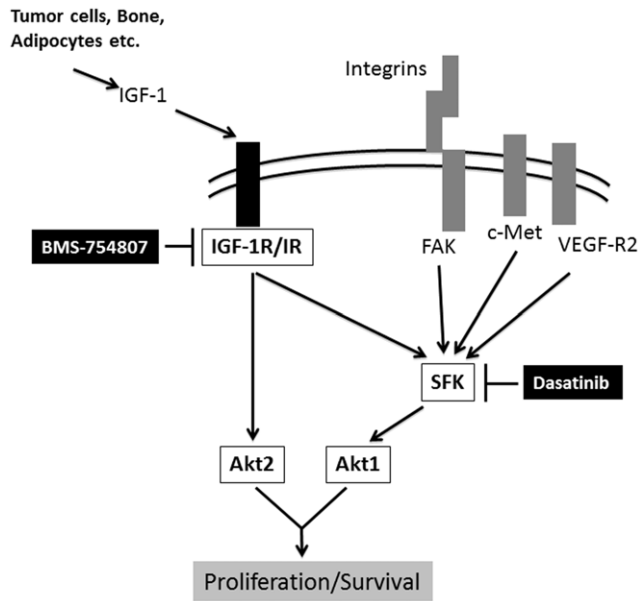 Tumor cells, Bone,
Adipocytes etc.
IGF-1
Integrins
BMS-754807
IGF-1R/IR
FAK
c-Met
VEGF-R2
SFK
Dasatinib
Akt2
Akt1
Proliferation/Survival